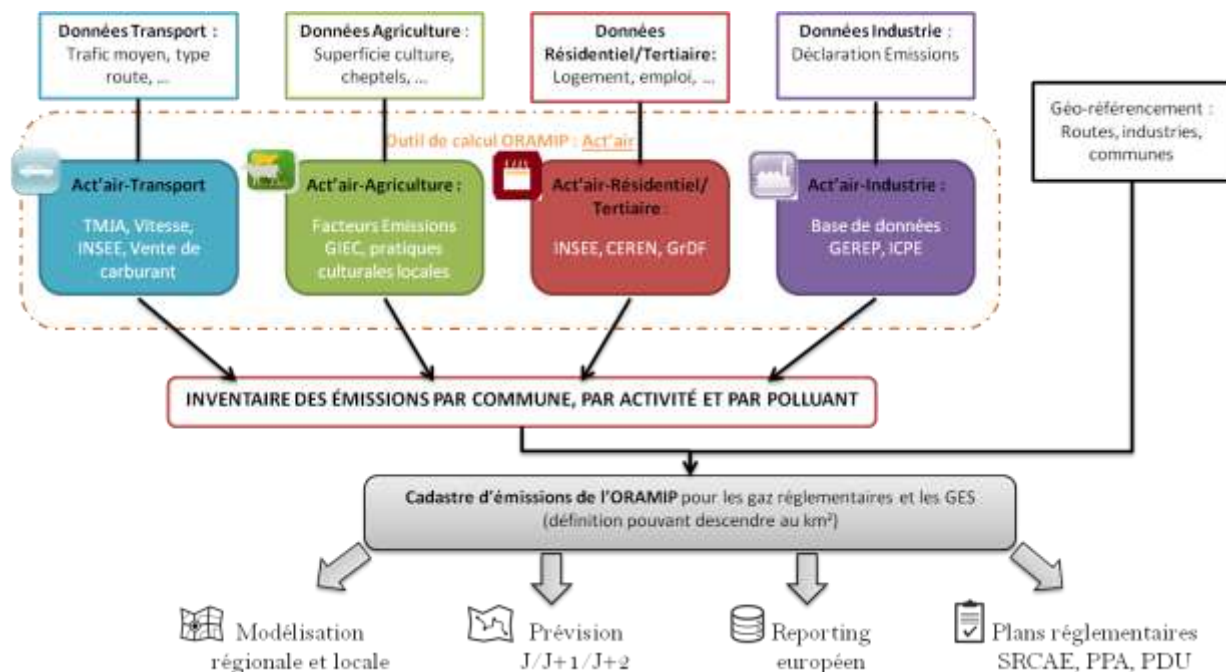 Données Transport :
Trafic moyen, type
route, ...
Données Agriculture :
Superficie culture,
cheptels, ...
Données
Résidentiel/Tertiaire:
Logement, emploi, ...
Données Industrie :
Déclaration Emissions
Géo-référencement :
Routes, industries,
communes
Outil de calcul ORAMIP : Act'air
Act'air-Transport
TMJA, Vitesse,
INSEE, Vente de
carburant
Act'air-Agriculture :
Facteurs Emissions
GIEC, pratiques
culturales locales
Act'air-Résidentiel/
Tertiaire :
INSEE, CEREN, GrDF
Act'air-Industrie :
Base de données
GEREP, ICPE
INVENTAIRE DES ÉMISSIONS PAR COMMUNE, PAR ACTIVITÉ ET PAR POLLUANT
Cadastre d'émissions de l'ORAMIP pour les gaz réglementaires et les GES
(définition pouvant descendre au km²)
Modélisation
régionale et locale
Prévision
J/J+1/J+2
Reporting
européen
Plans réglementaires
SRCAE, PPA, PDU